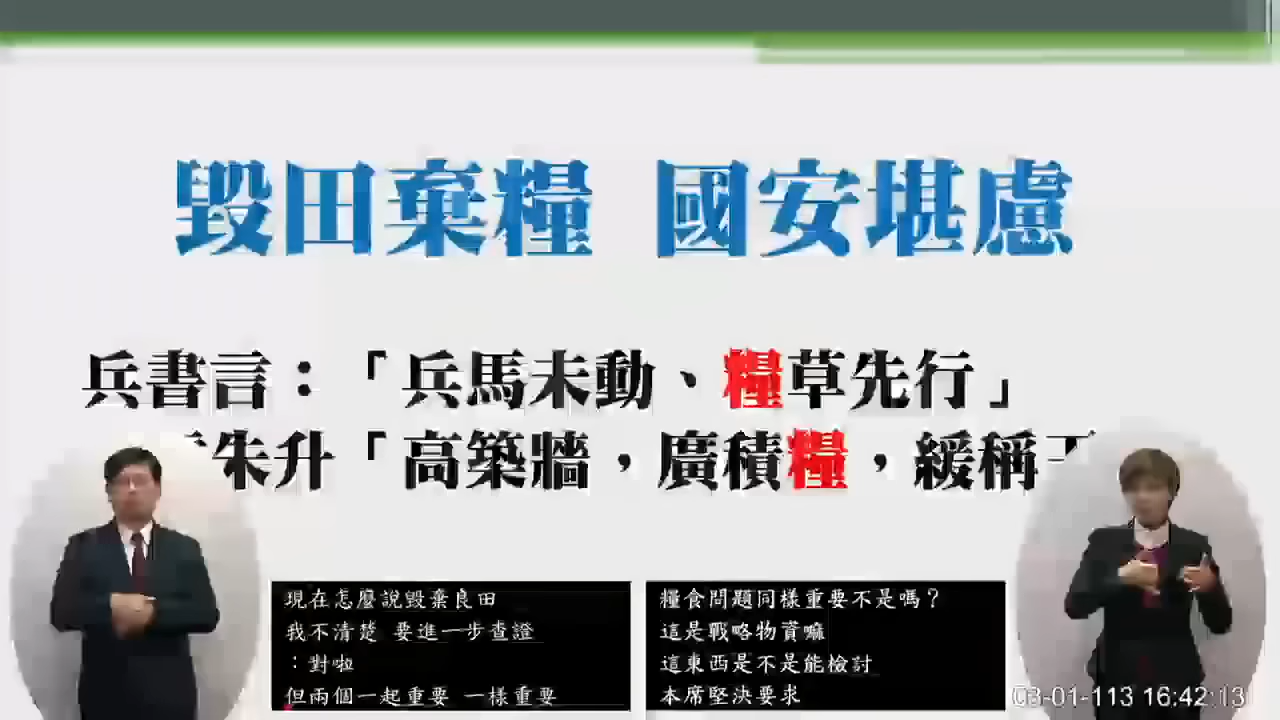 毀田棄糧 國安堪慮
兵書言：「兵馬未動、糧草先行」
朱升「高築牆，廣積糧，緩稱
現在怎麼說毀棄良田
我不清楚 要進一步查證
：對啦
但兩個一起重要 一樣重要
糧食問題同樣重要不是嗎？
這是戰略物資嘛
這東西是不是能檢討
本席堅決要求
03-01-113 16:42:13